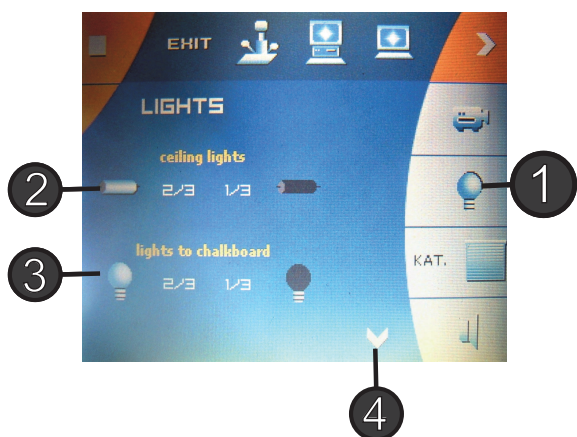 EXIT
LIGHTS
ceiling lights
2/3 1/3
lights to chalkboard
2/3 1/3
KAT.
1
2
3
4